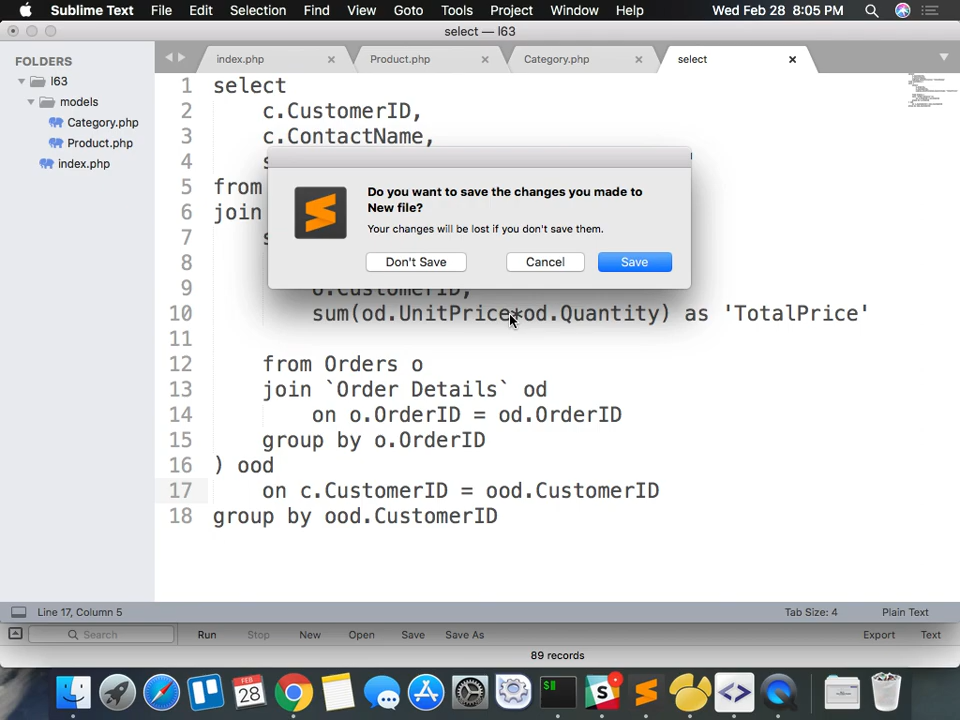 Sublime Text File Edit Selection Find View Goto Tools Project Window Help Wed Feb 28 8:05 PM
select — l63
FOLDERS
l63
models
Category.php
Product.php
index.php
index.php × Product.php × Category.php × select ×
1 select
2 c.CustomerID,
3 c.ContactName,
4 s
5 from
6 join
7 s
8
9 o.CustomerID,
10 sum(od.UnitPrice*od.Quantity) as 'TotalPrice'
11
12 from Orders o
13 join `Order Details` od
14 on o.OrderID = od.OrderID
15 group by o.OrderID
16 ) ood
17 on c.CustomerID = ood.CustomerID
18 group by ood.CustomerID
Do you want to save the changes you made to
New file?
Your changes will be lost if you don't save them.
Don't Save Cancel Save
Line 17, Column 5 Tab Size: 4 Plain Text
Search Run Stop New Open Save Save As Export Text
89 records
FEB
28
$